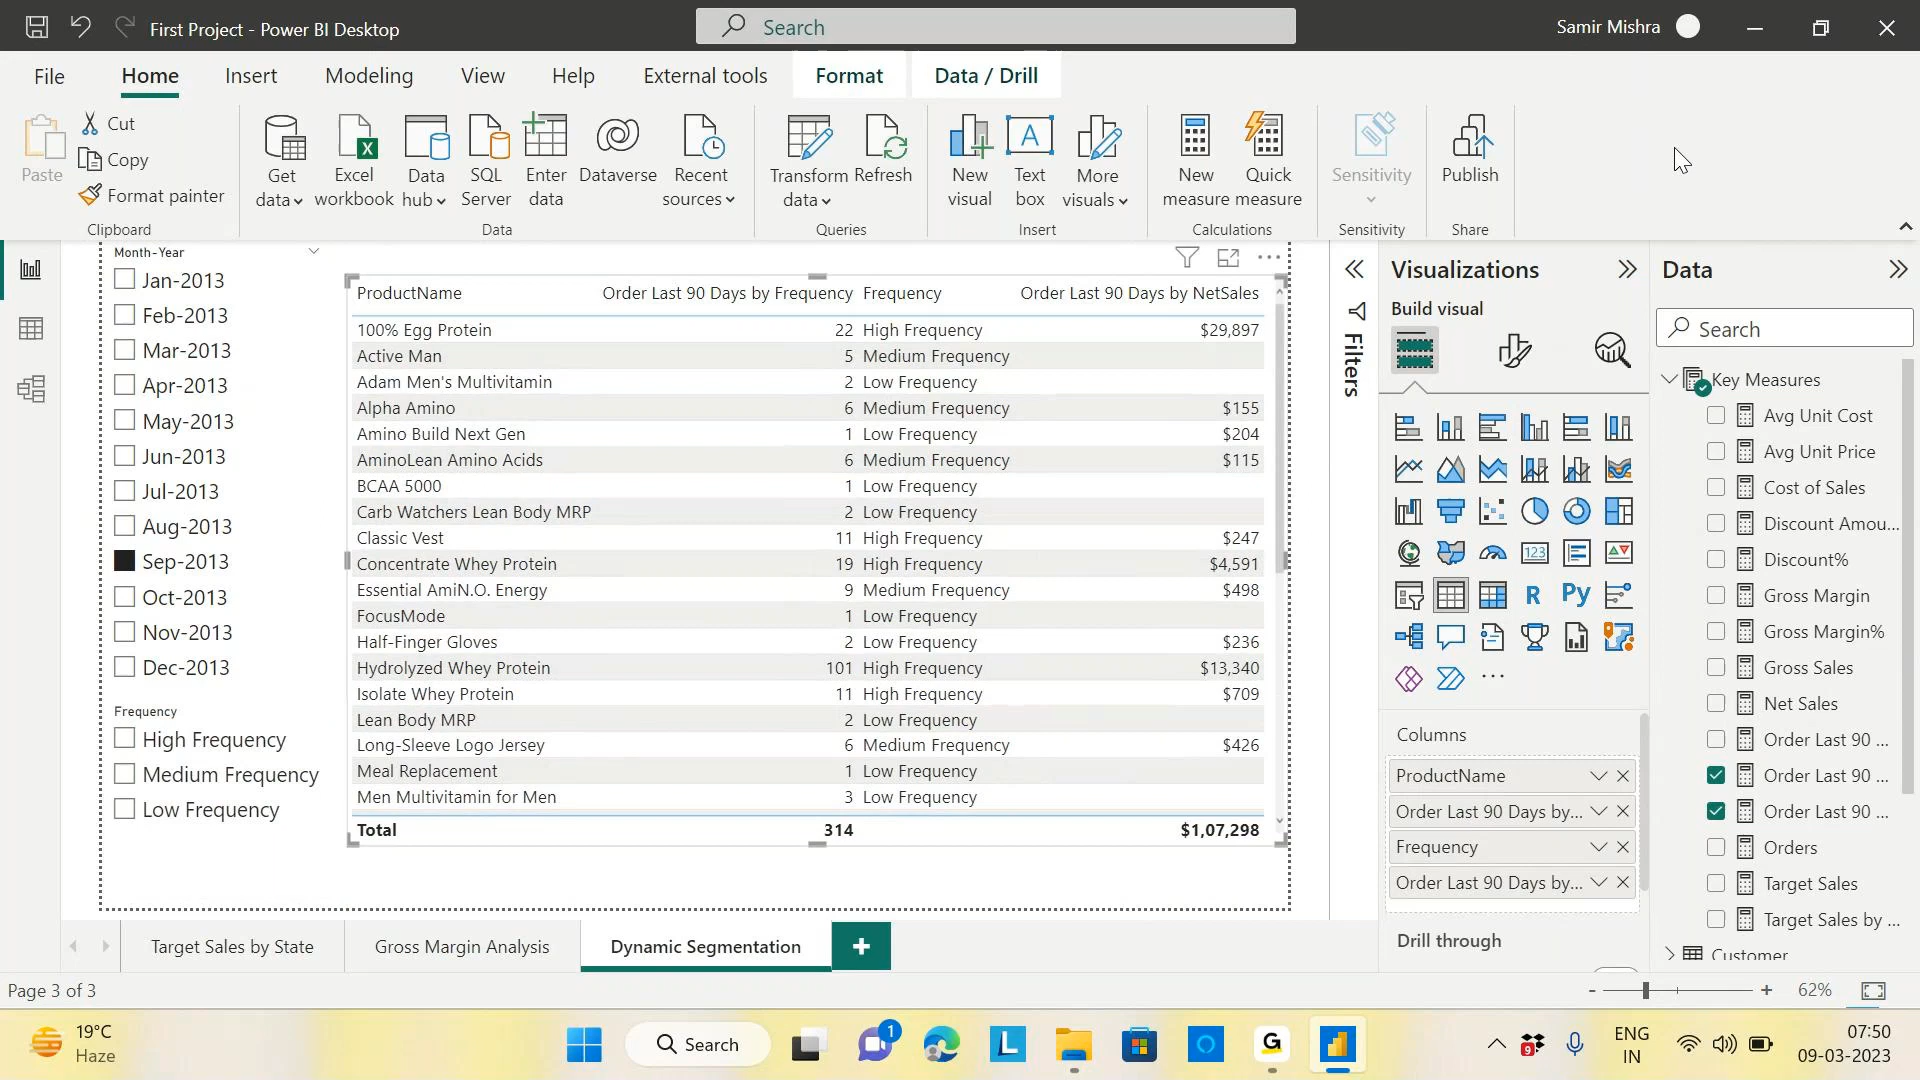 First Project - Power BI Desktop
Search
Samir Mishra
File Home Insert Modeling View Help External tools Format Data / Drill
Paste
Cut
Copy
Format painter
Clipboard
Get data
Excel workbook
Data hub
SQL Server
Enter data
Dataverse
Recent sources
Data
Transform data
Refresh
Queries
New visual
A
Text box
More visuals
Insert
New measure
Quick measure
Calculations
Sensitivity
Sensitivity
Publish
Share
Month-Year
Jan-2013
Feb-2013
Mar-2013
Apr-2013
May-2013
Jun-2013
Jul-2013
Aug-2013
Sep-2013
Oct-2013
Nov-2013
Dec-2013
Frequency
High Frequency
Medium Frequency
Low Frequency
ProductName Order Last 90 Days by Frequency Frequency Order Last 90 Days by NetSales
100% Egg Protein 22 High Frequency $29,897
Active Man 5 Medium Frequency
Adam Men's Multivitamin 2 Low Frequency
Alpha Amino 6 Medium Frequency $155
Amino Build Next Gen 1 Low Frequency $204
AminoLean Amino Acids 6 Medium Frequency $115
BCAA 5000 1 Low Frequency
Carb Watchers Lean Body MRP 2 Low Frequency
Classic Vest 11 High Frequency $247
Concentrate Whey Protein 19 High Frequency $4,591
Essential AmiN.O. Energy 9 Medium Frequency $498
FocusMode 1 Low Frequency
Half-Finger Gloves 2 Low Frequency $236
Hydrolyzed Whey Protein 101 High Frequency $13,340
Isolate Whey Protein 11 High Frequency $709
Lean Body MRP 2 Low Frequency
Long-Sleeve Logo Jersey 6 Medium Frequency $426
Meal Replacement 1 Low Frequency
Men Multivitamin for Men 3 Low Frequency
Total 314 $1,07,298
Filters
Visualizations
Build visual
123
R
Py
Columns
ProductName
Order Last 90 Days by...
Frequency
Order Last 90 Days by...
Drill through
Data
Search
Key Measures
Avg Unit Cost
Avg Unit Price
Cost of Sales
Discount Amou...
Discount%
Gross Margin
Gross Margin%
Gross Sales
Net Sales
Order Last 90 ...
Order Last 90 ...
Order Last 90 ...
Orders
Target Sales
Target Sales by ...
Customer
Target Sales by State Gross Margin Analysis Dynamic Segmentation
Page 3 of 3
62%
19°C
Haze
Search
1
L
G
9
ENG
IN
07:50
09-03-2023